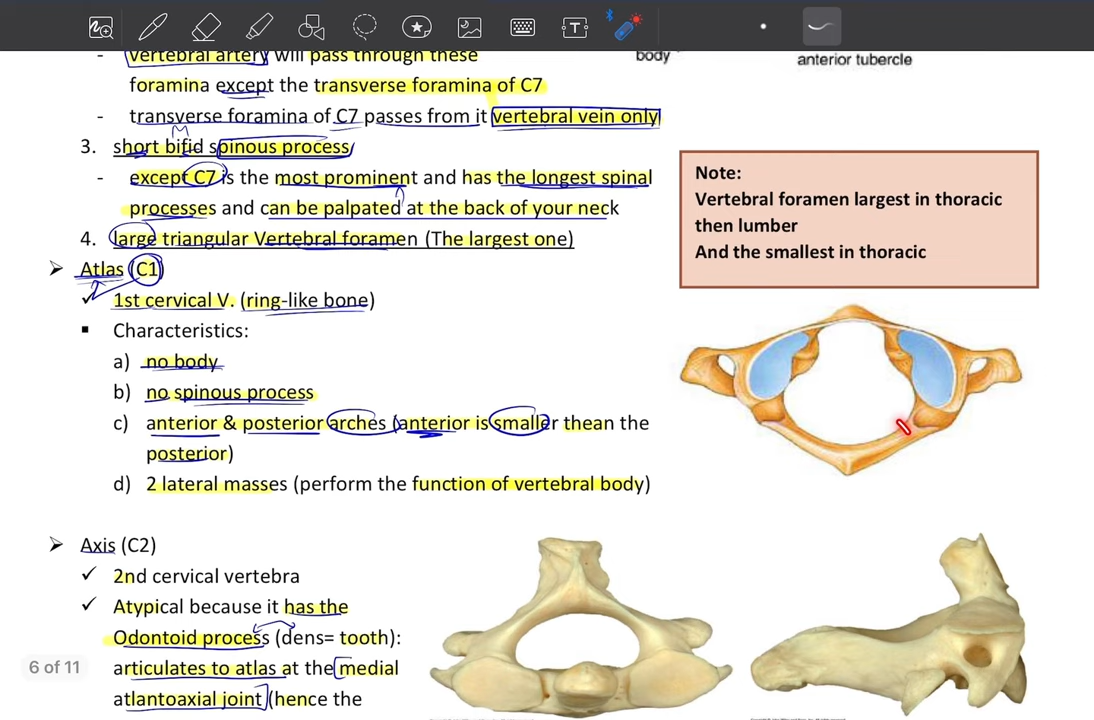 body
anterior tubercle
- vertebral artery will pass through these
foramina except the transverse foramina of C7
- transverse foramina of C7 passes from it vertebral vein only
3. short bifid spinous process
- except C7 is the most prominent and has the longest spinal
processes and can be palpated at the back of your neck
4. large triangular Vertebral foramen (The largest one)
Note:
Vertebral foramen largest in thoracic
then lumber
And the smallest in thoracic
➢ Atlas (C1)
✓ 1st cervical V. (ring-like bone)
▪ Characteristics:
a) no body
b) no spinous process
c) anterior & posterior arches (anterior is smaller thean the
posterior)
d) 2 lateral masses (perform the function of vertebral body)
➢ Axis (C2)
✓ 2nd cervical vertebra
✓ Atypical because it has the
Odontoid process (dens= tooth):
articulates to atlas at the medial
atlantoaxial joint (hence the
6 of 11